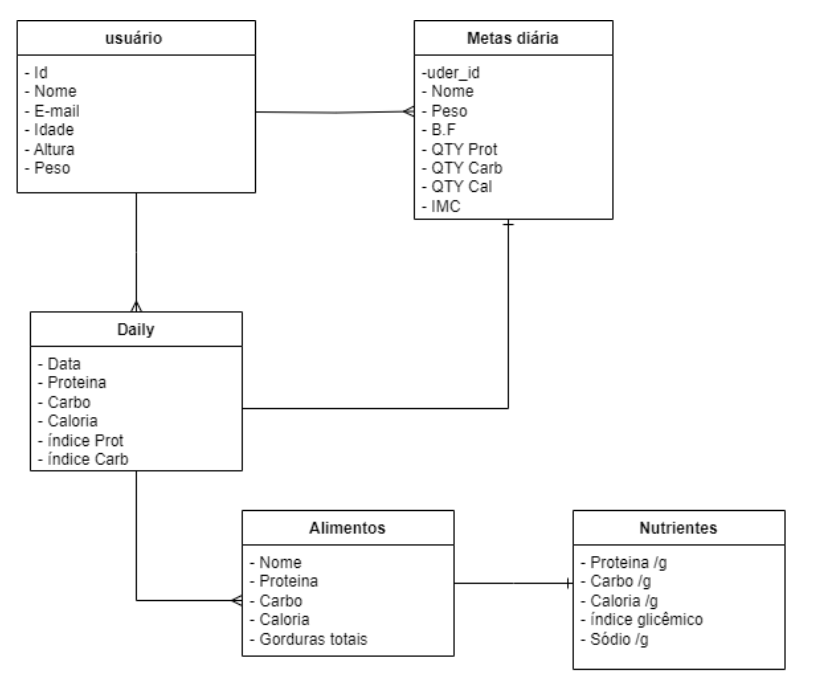 usuário
- Id
- Nome
- E-mail
- Idade
- Altura
- Peso
Metas diária
-uder_id
- Nome
- Peso
- B.F
- QTY Prot
- QTY Carb
- QTY Cal
- IMC
Daily
- Data
- Proteina
- Carbo
- Caloria
- índice Prot
- índice Carb
Alimentos
- Nome
- Proteina
- Carbo
- Caloria
- Gorduras totais
Nutrientes
- Proteina /g
- Carbo /g
- Caloria /g
- índice glicêmico
- Sódio /g